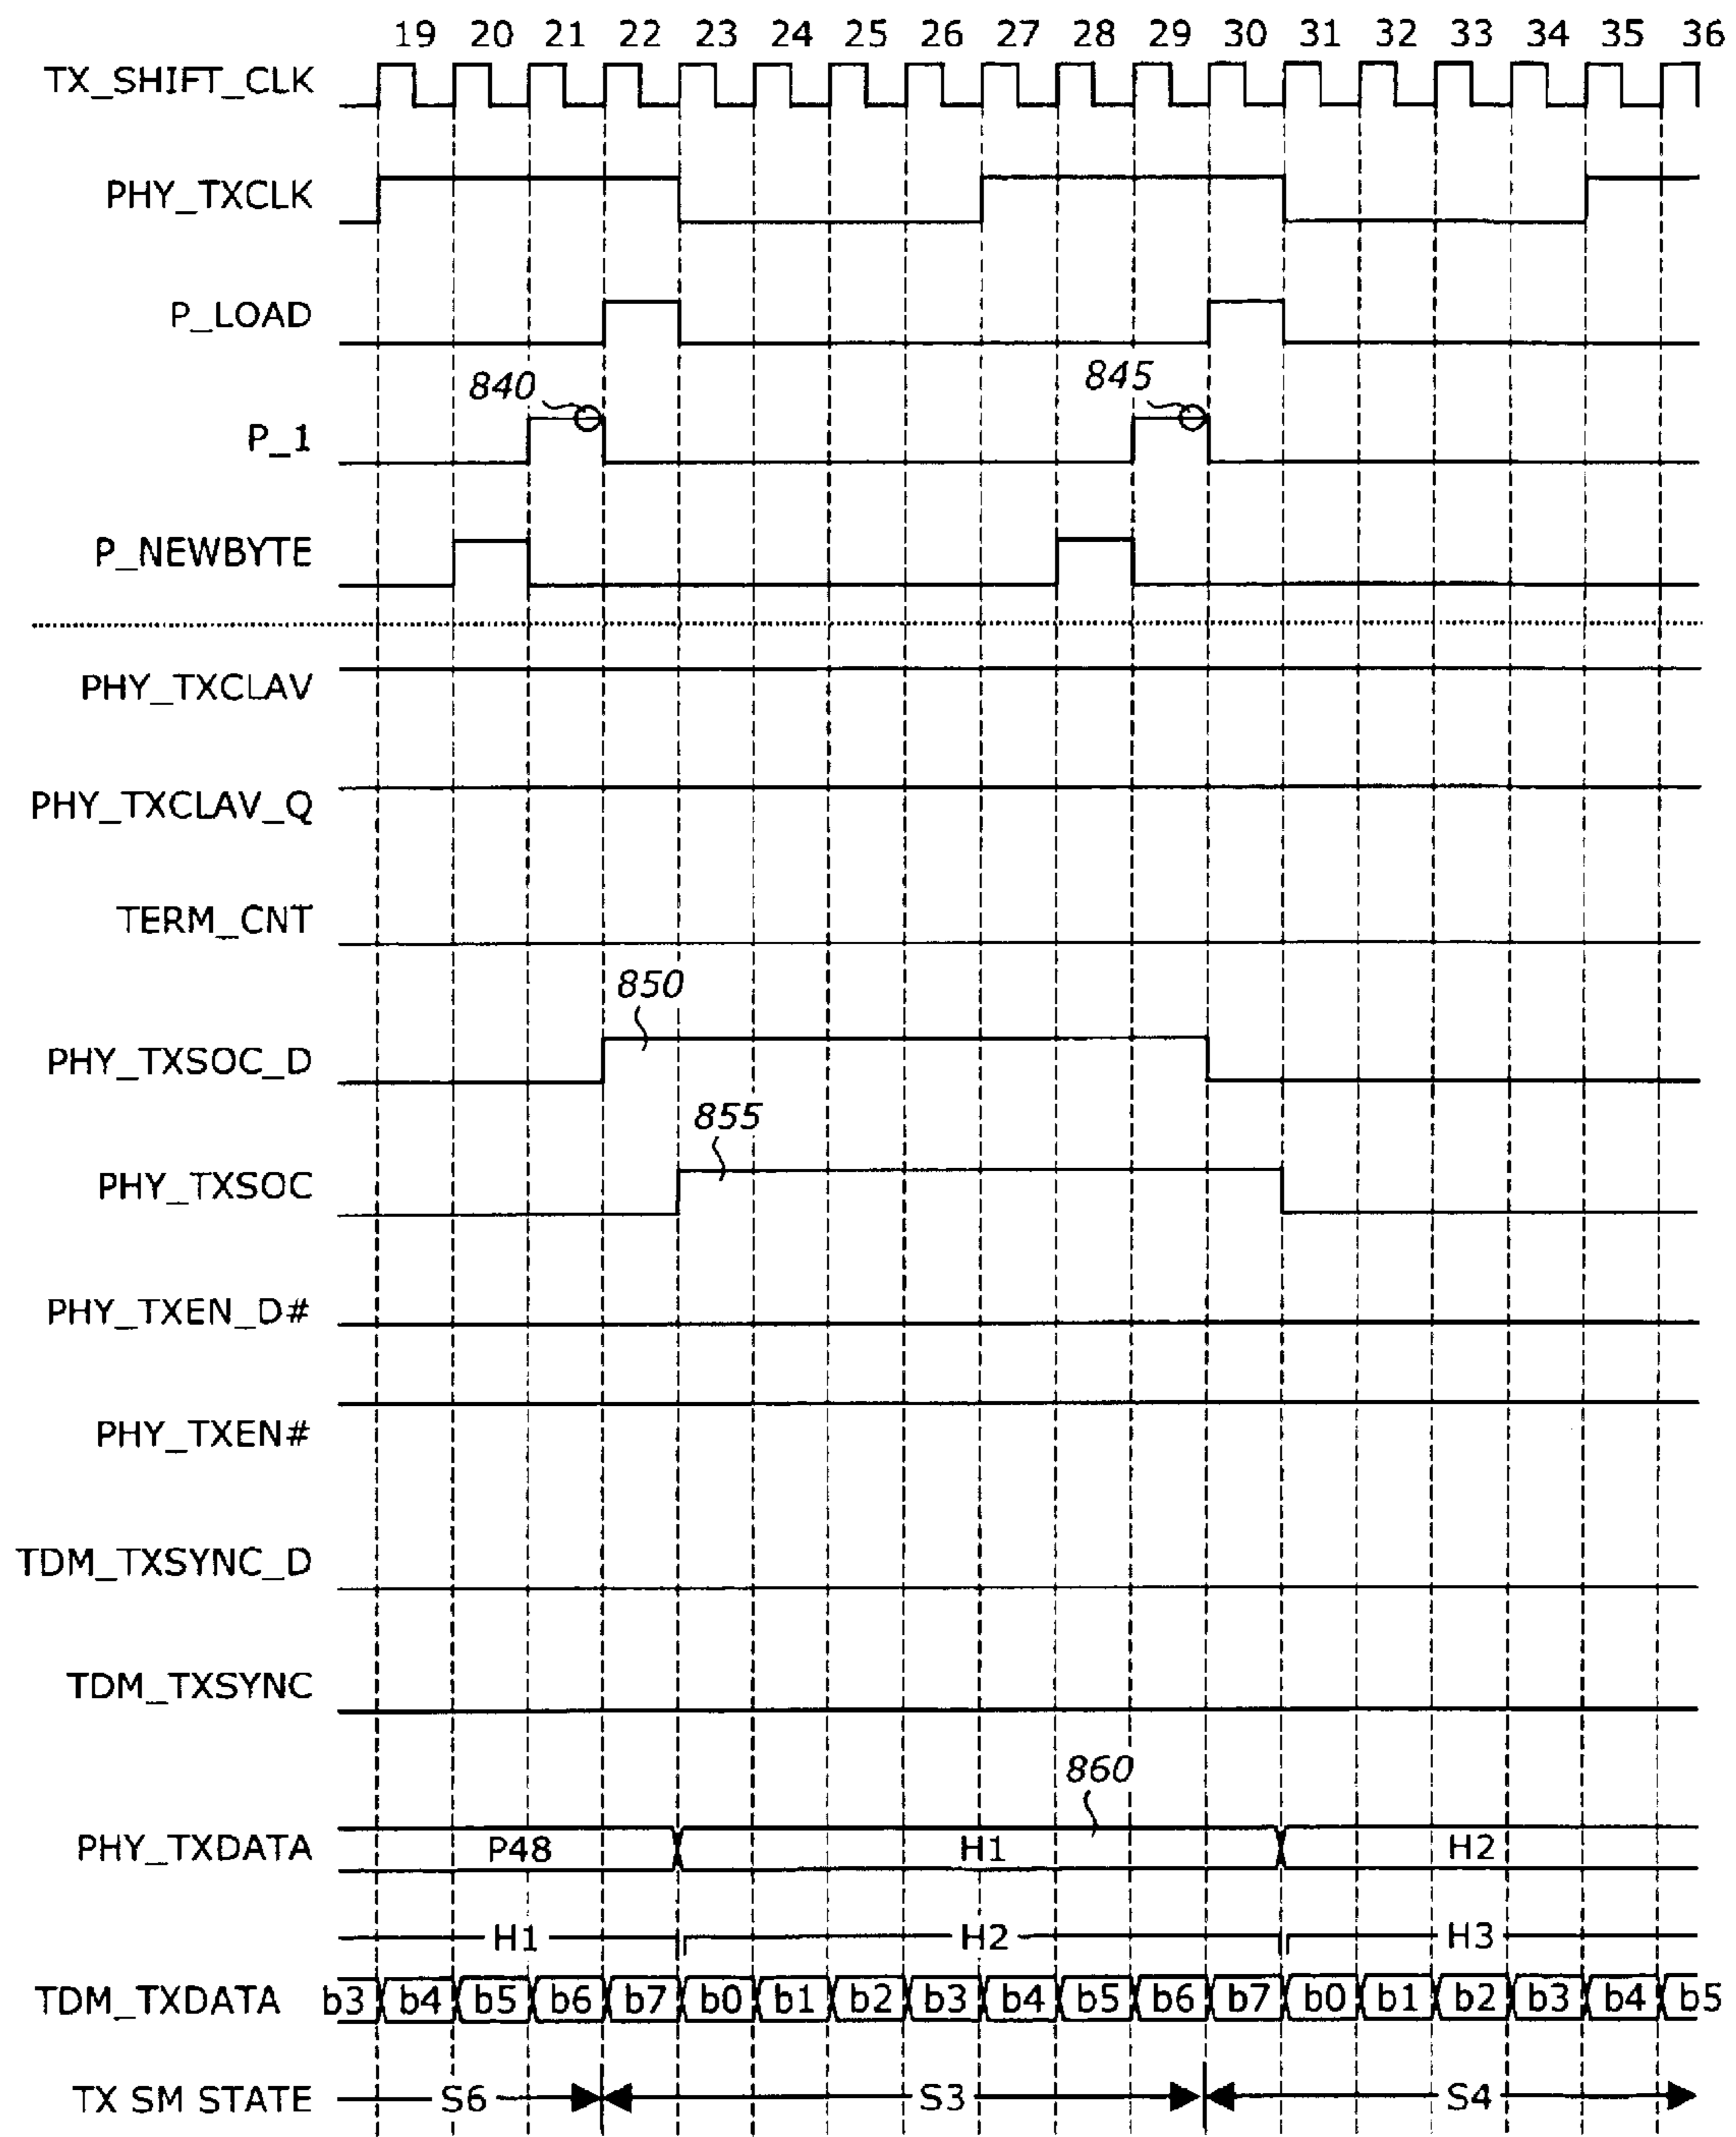 19 20 21 22 23 24 25 26 27 28 29 30 31 32 33 34 35 36
TX_SHIFT_CLK
PHY_TXCLK
P_LOAD
840 845
P_1
P_NEWBYTE
PHY_TXCLAV
PHY_TXCLAV_Q
TERM_CNT
850
PHY_TXSOC_D
855
PHY_TXSOC
PHY_TXEN_D#
PHY_TXEN#
TDM_TXSYNC_D
TDM_TXSYNC
860
PHY_TXDATA P48 H1 H2
H1 H2 H3
TDM_TXDATA b3 b4 b5 b6 b7 b0 b1 b2 b3 b4 b5 b6 b7 b0 b1 b2 b3 b4 b5
TX SM STATE S6 S3 S4